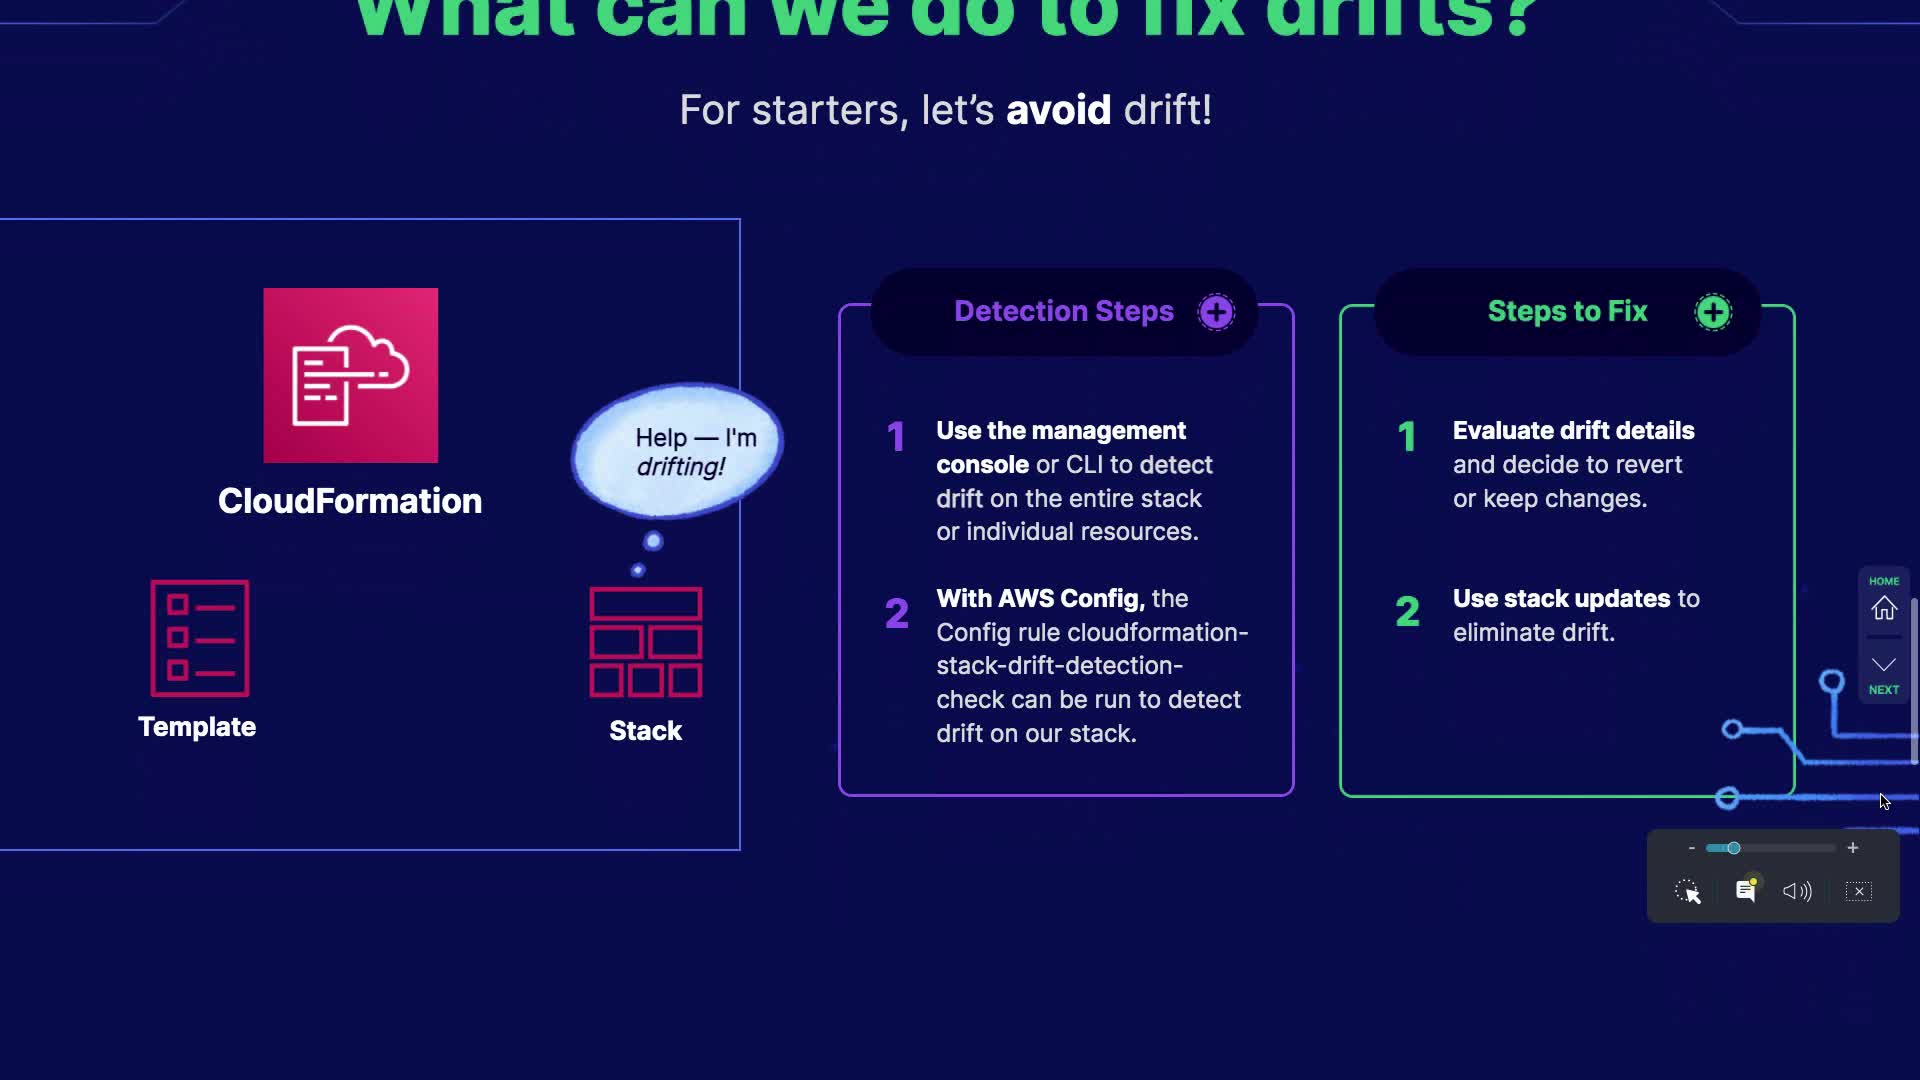 What can we do to fix drifts?
For starters, let’s avoid drift!
CloudFormation
Help — I'm
drifting!
Template
Stack
Detection Steps
1
Use the management
console or CLI to detect
drift on the entire stack
or individual resources.
2
With AWS Config, the
Config rule cloudformation-
stack-drift-detection-
check can be run to detect
drift on our stack.
Steps to Fix
1
Evaluate drift details
and decide to revert
or keep changes.
2
Use stack updates to
eliminate drift.
HOME
NEXT